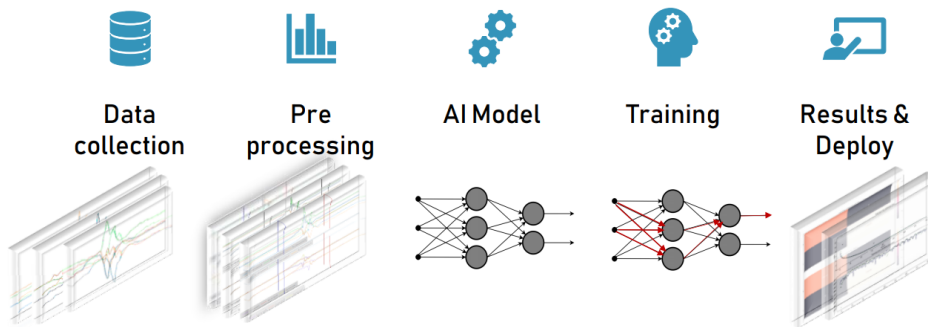 Data
collection
Pre
processing
AI Model
Training
Results &
Deploy